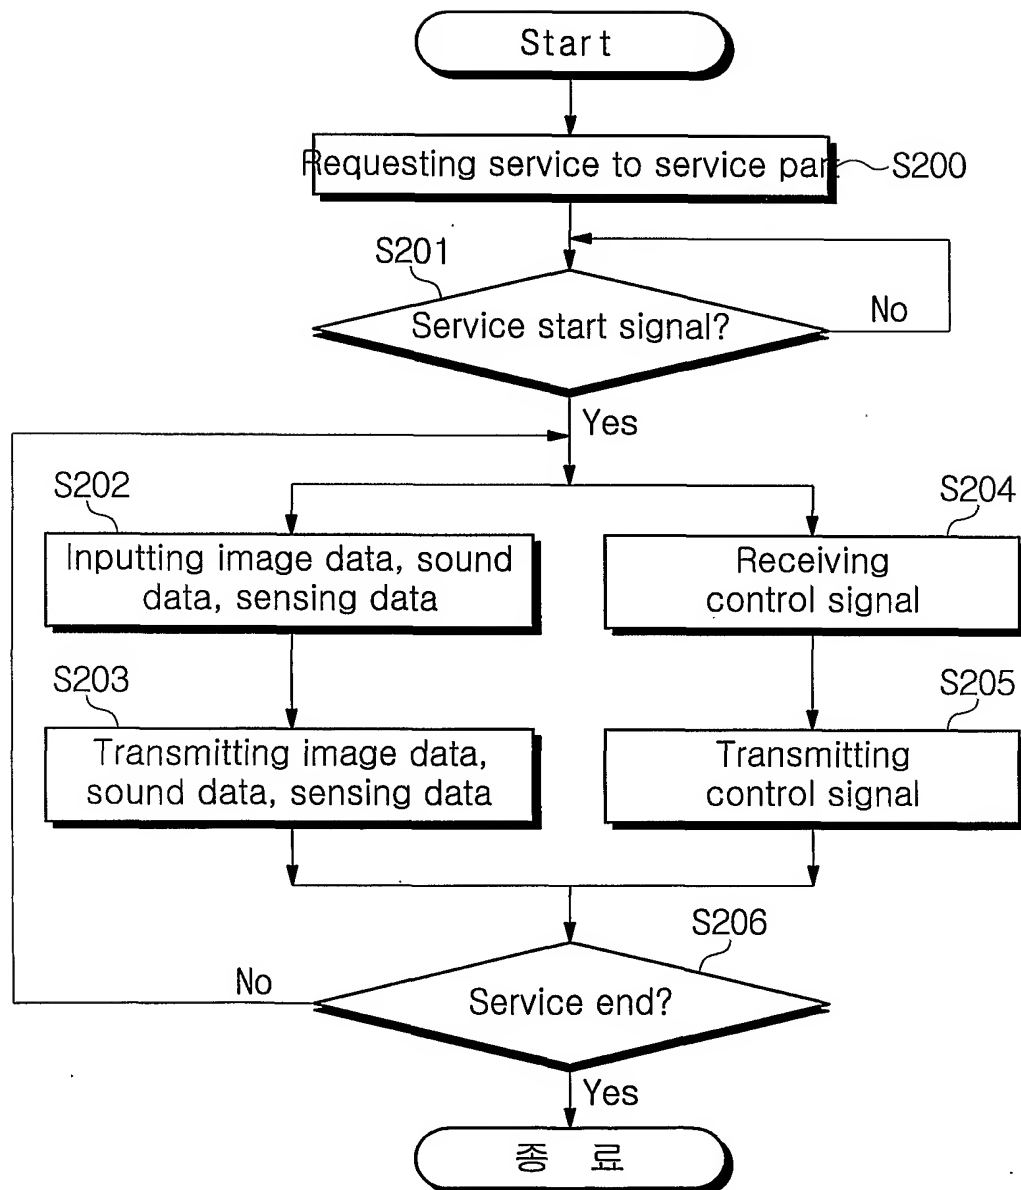 Start
Requesting service to service part
S200
S201
Service start signal?
No
Yes
S202
Inputting image data, sound
data, sensing data
S204
Receiving
control signal
S203
Transmitting image data,
sound data, sensing data
S205
Transmitting
control signal
S206
Service end?
No
Yes
종 료